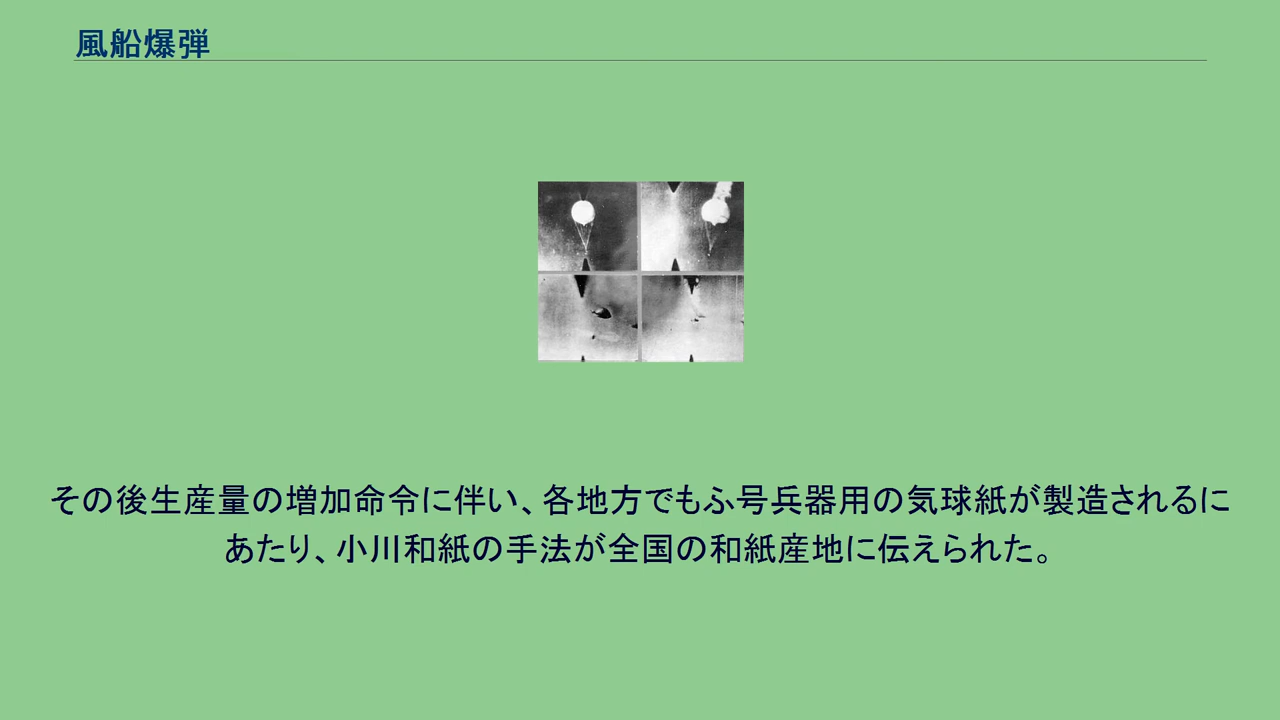 風船爆弾
その後生産量の増加命令に伴い、各地方でもふ号兵器用の気球紙が製造されるに
あたり、小川和紙の手法が全国の和紙産地に伝えられた。